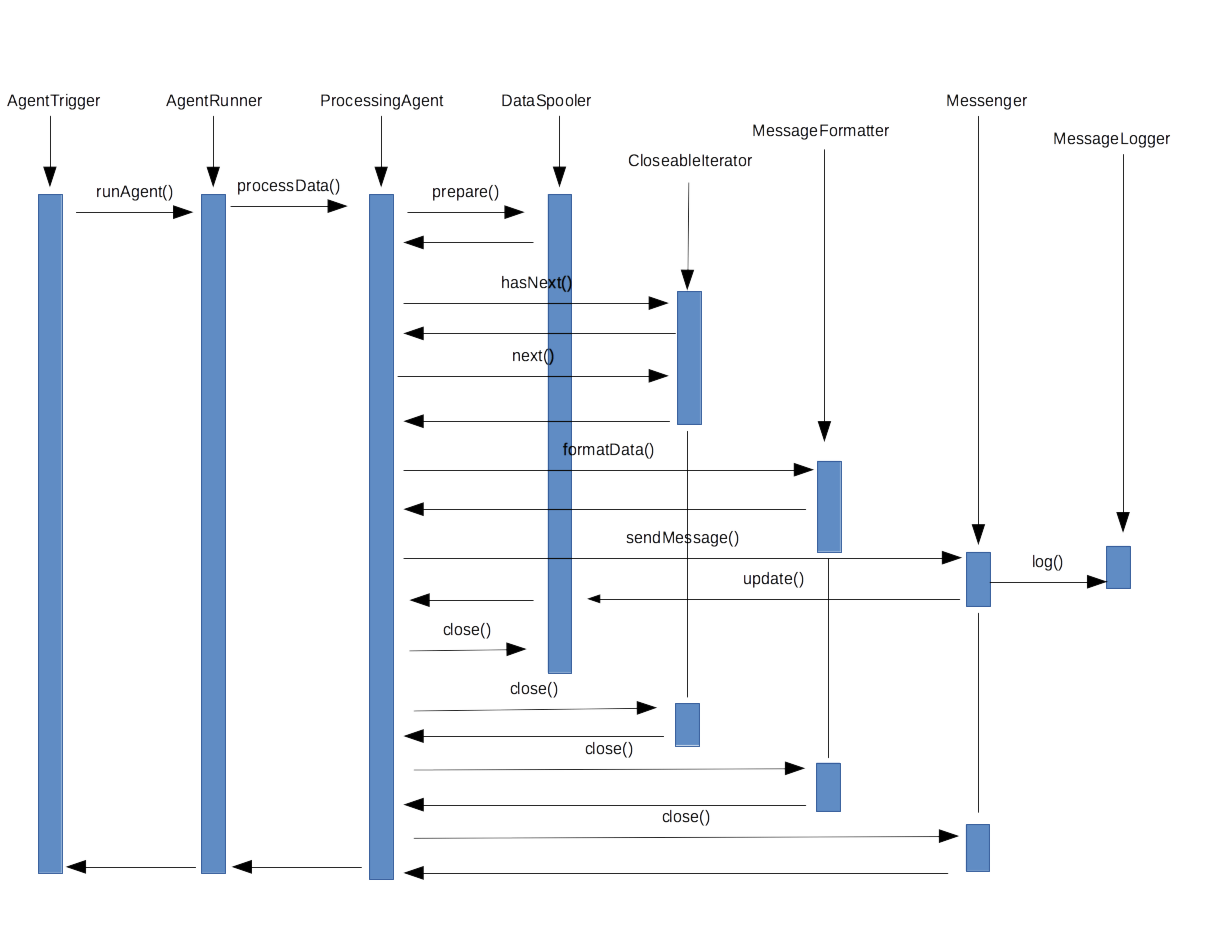 AgentTrigger
AgentRunner
ProcessingAgent
DataSpooler
Messenger
MessageFormatter
MessageLogger
CloseableIterator
runAgent()
processData()
prepare()
hasNext()
next()
formatData()
sendMessage()
log()
update()
close()
close()
close()
close()